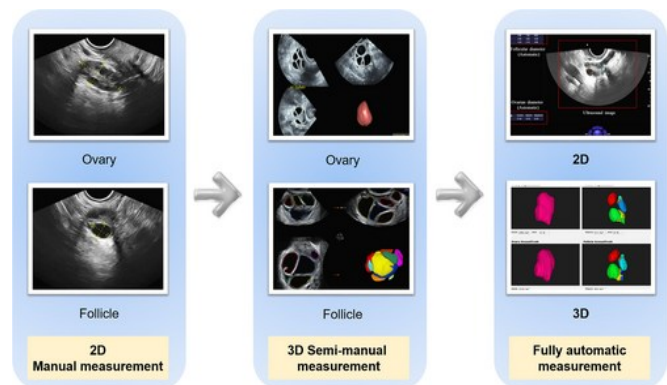 Ovary
Follicle
2D
Manual measurement
Ovary
Follicle
3D Semi-manual
measurement
Follicular diameter
(Automatic)
Ovarian diameter
(Automatic)
Ultrasound image
2D
3D
Fully automatic
measurement